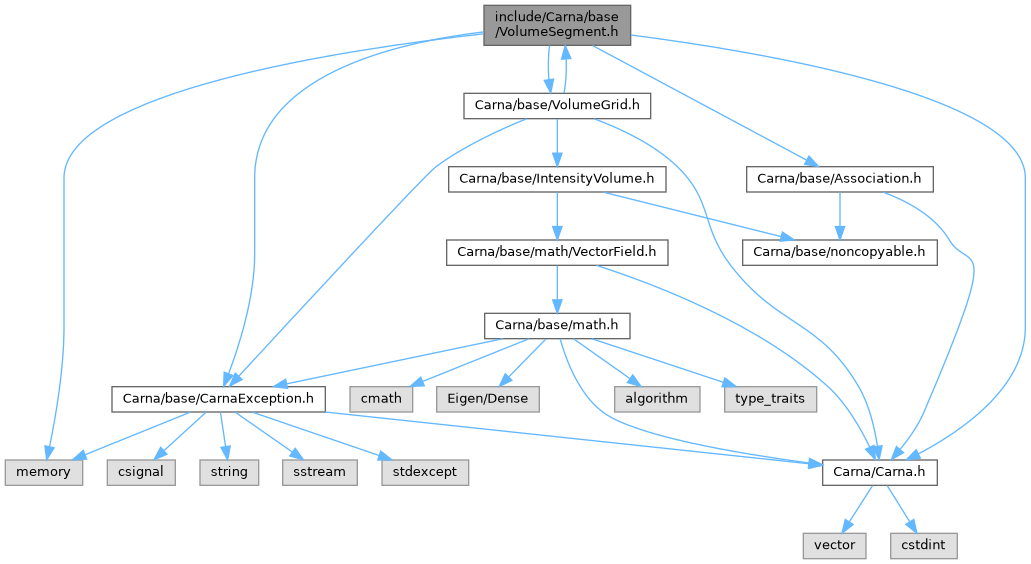 include/Carna/base
/VolumeSegment.h
Carna/base/VolumeGrid.h
Carna/base/IntensityVolume.h
Carna/base/Association.h
Carna/base/math/VectorField.h
Carna/base/noncopyable.h
Carna/base/math.h
Carna/base/CarnaException.h
cmath
Eigen/Dense
algorithm
type_traits
memory
csignal
string
sstream
stdexcept
Carna/Carna.h
vector
cstdint